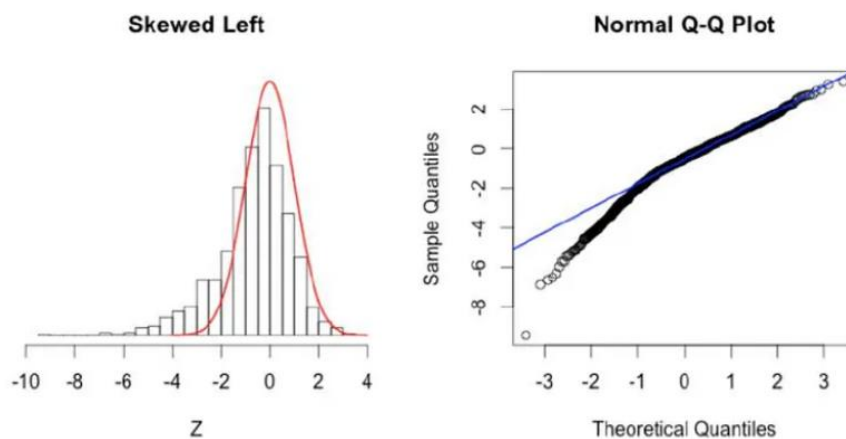 Skewed Left
-10 -8 -6 -4 -2 0 2 4
Z
Normal Q-Q Plot
Sample Quantiles
2
0
-2
-4
-6
-8
-3 -2 -1 0 1 2 3
Theoretical Quantiles